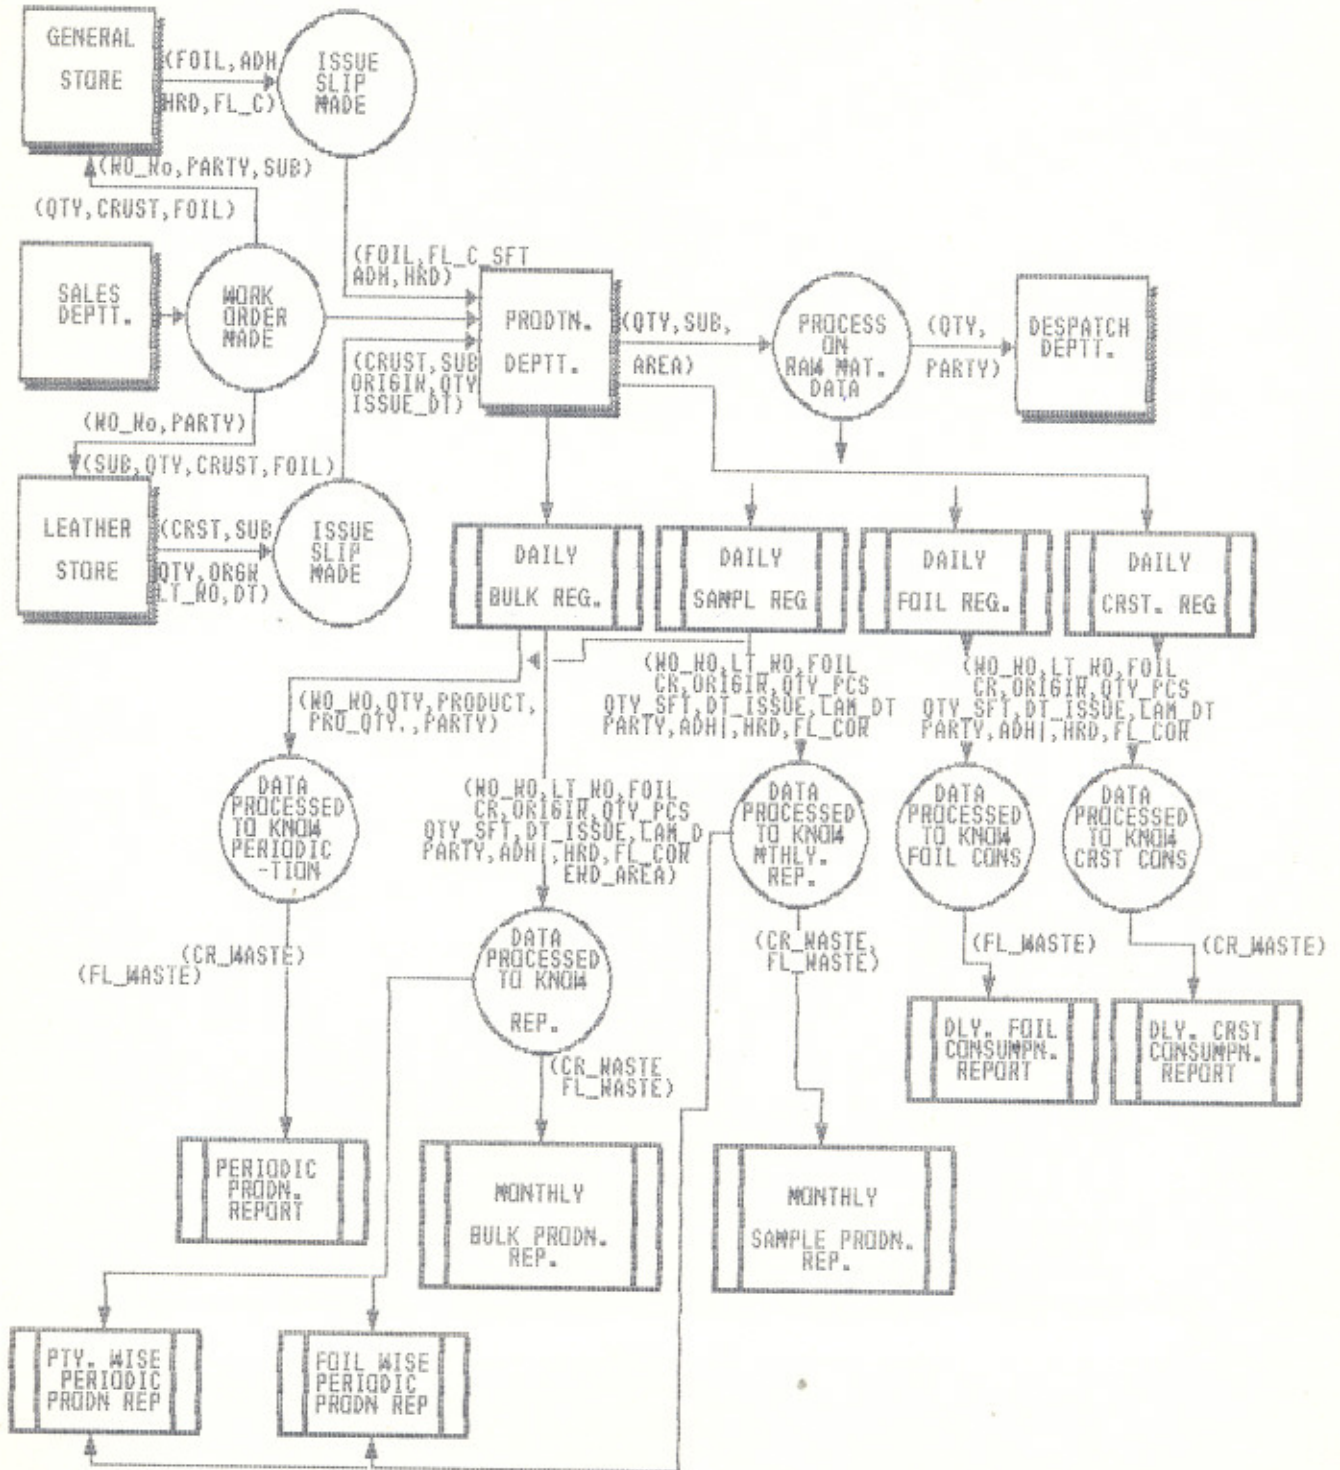 GENERAL
STORE
(FOIL,ADH
HRD,FL_C)
ISSUE
SLIP
MADE
(WO_No,PARTY,SUB)
(QTY,CRUST,FOIL)
SALES
DEPTT.
WORK
ORDER
MADE
(FOIL,FL_C_SFT
ADH,HRD)
PRODTN.
DEPTT.
(QTY,SUB,
AREA)
PROCESS
ON
RAW MAT.
DATA
(QTY,
PARTY)
DESPATCH
DEPTT.
(CRUST,SUB
ORIGIN,QTY
ISSUE_DT)
(WO_No,PARTY)
(SUB,QTY,CRUST,FOIL)
LEATHER
STORE
(CRST,SUB
QTY,ORGN
LT_NO,DT)
ISSUE
SLIP
MADE
DAILY
BULK REG.
DAILY
SAMPL REG
DAILY
FOIL REG.
DAILY
CRST. REG
(WO_NO,QTY,PRODUCT,
PRO_QTY.,PARTY)
(WO_NO,LT_NO,FOIL
CR,ORIGIN,QTY_PCS
QTY_SFT,DT_ISSUE,LAM_DT
PARTY,ADH|,HRD,FL_COR
(WO_NO,LT_NO,FOIL
CR,ORIGIN,QTY_PCS
QTY_SFT,DT_ISSUE,LAM_DT
PARTY,ADH|,HRD,FL_COR
DATA
PROCESSED
TO KNOW
PERIODIC
-TION
(WO_NO,LT_NO,FOIL
CR,ORIGIN,QTY_PCS
QTY_SFT,DT_ISSUE,LAM_D
PARTY,ADH|,HRD,FL_COR
END_AREA)
DATA
PROCESSED
TO KNOW
MTHLY.
REP.
DATA
PROCESSED
TO KNOW
FOIL CONS
DATA
PROCESSED
TO KNOW
CRST CONS
(CR_WASTE)
(FL_WASTE)
DATA
PROCESSED
TO KNOW
REP.
(CR_WASTE,
FL_WASTE)
(FL_WASTE)
(CR_WASTE)
DLY. FOIL
CONSUMPN.
REPORT
DLY. CRST
CONSUMPN.
REPORT
(CR_WASTE
FL_WASTE)
PERIODIC
PRODN.
REPORT
MONTHLY
BULK PRODN.
REP.
MONTHLY
SAMPLE PRODN.
REP.
PTY. WISE
PERIODIC
PRODN REP
FOIL WISE
PERIODIC
PRODN REP